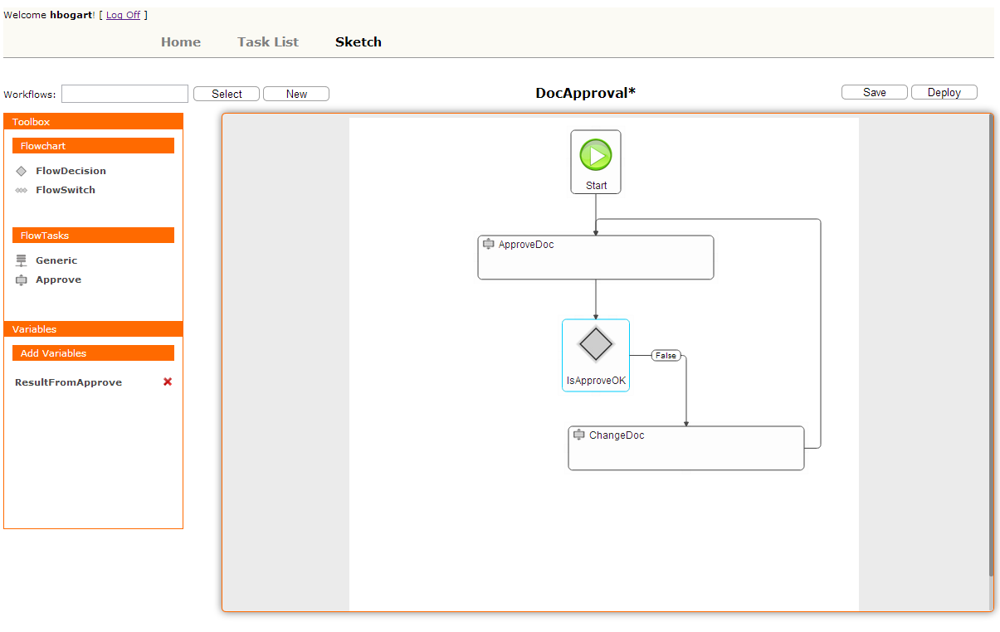 Welcome hbogart! [ Log Off ]
Home Task List Sketch
Workflows: Select New DocApproval* Save Deploy
Toolbox
Flowchart
FlowDecision
FlowSwitch
FlowTasks
Generic
Approve
Variables
Add Variables
ResultFromApprove
Start
ApproveDoc
IsApproveOK
False
ChangeDoc